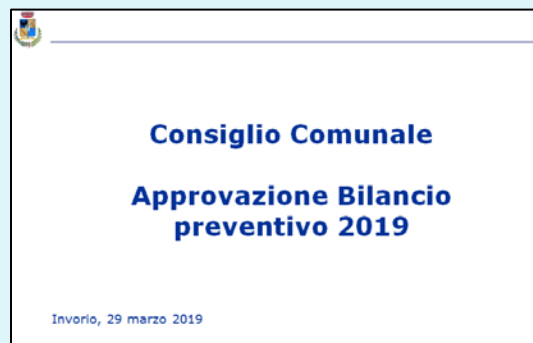 Consiglio Comunale
Approvazione Bilancio
preventivo 2019
Invorio, 29 marzo 2019